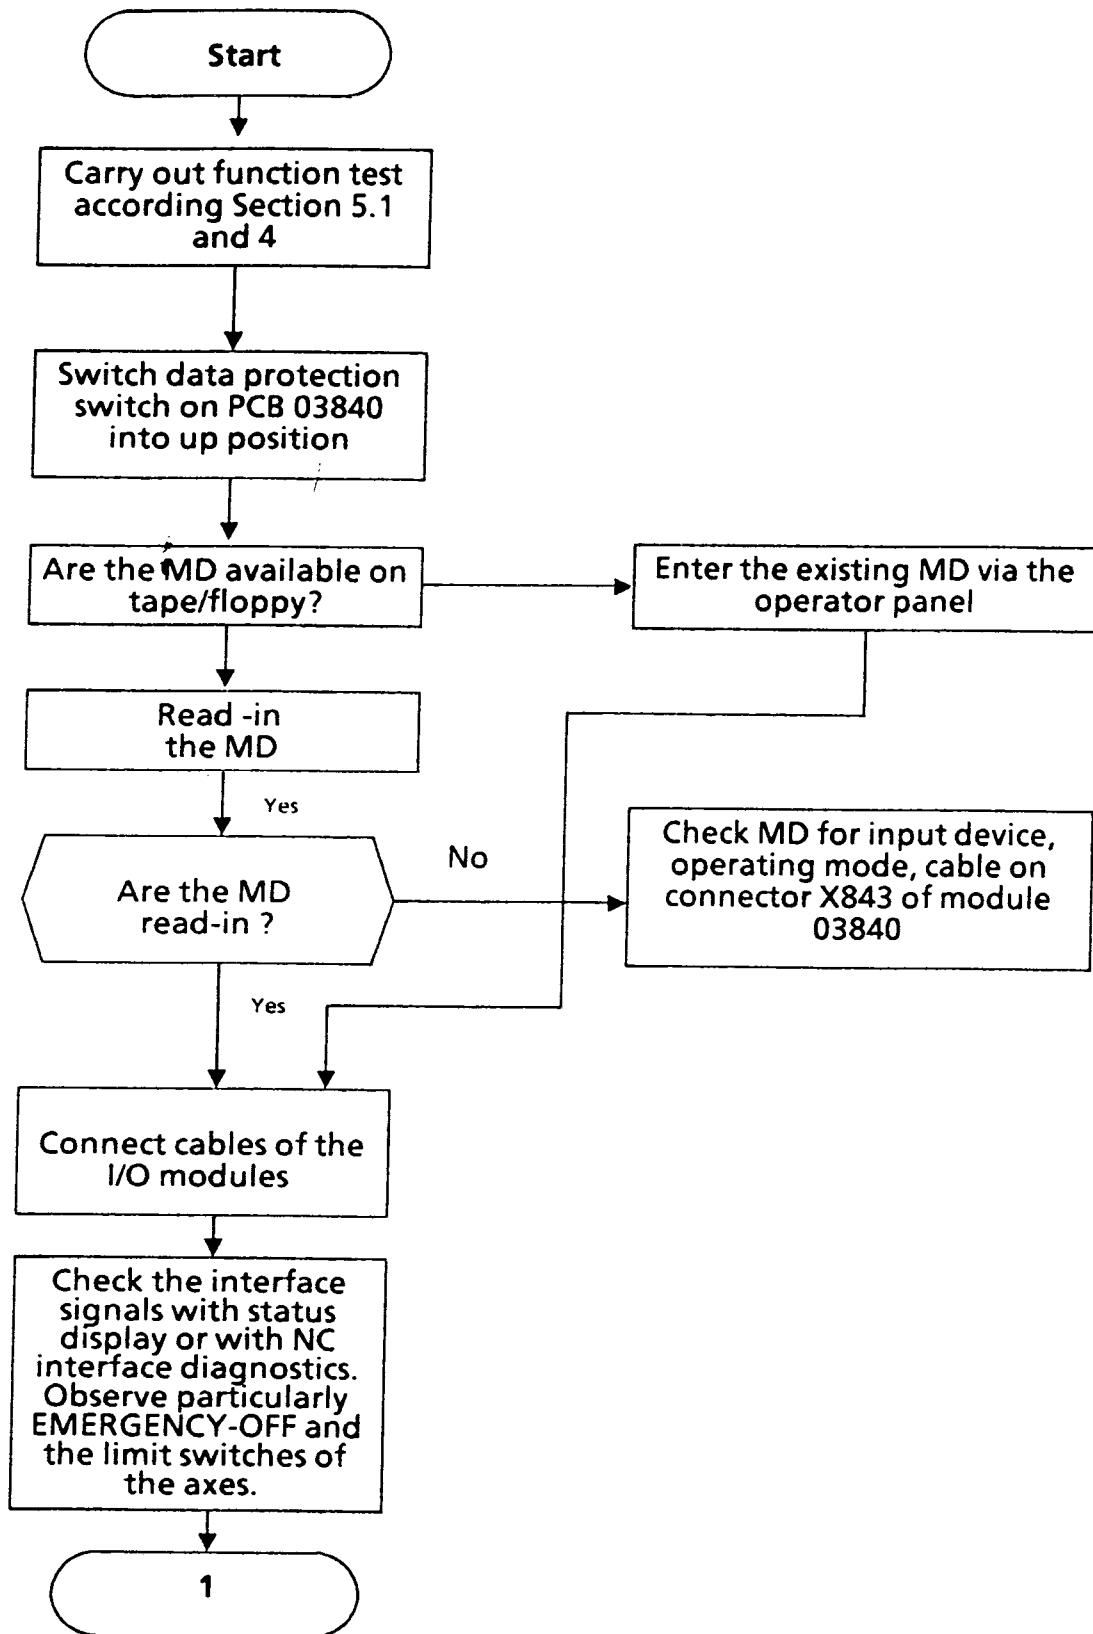 Start
Carry out function test
according Section 5.1
and 4
Switch data protection
switch on PCB 03840
into up position
Are the MD available on
tape/floppy?
Enter the existing MD via the
operator panel
Read -in
the MD
Yes
Are the MD
read-in ?
No
Check MD for input device,
operating mode, cable on
connector X843 of module
03840
Yes
Connect cables of the
I/O modules
Check the interface
signals with status
display or with NC
interface diagnostics.
Observe particularly
EMERGENCY-OFF and
the limit switches of
the axes.
1